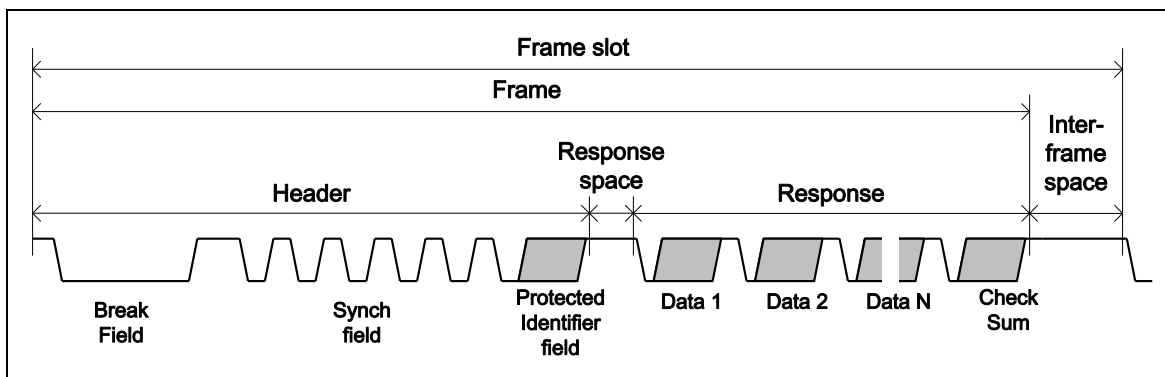 Frame slot
Frame
Inter-
frame
space
Response
space
Header
Response
Break
Field
Synch
field
Protected
Identifier
field
Data 1
Data 2
Data N
Check
Sum